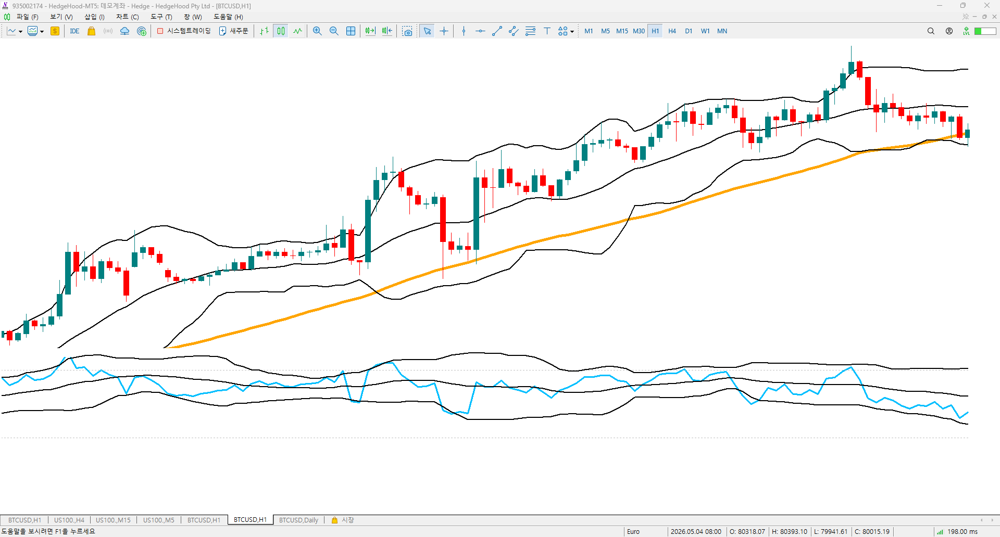 935002174 - HedgeHood-MT5: 데모계좌 - Hedge - HedgeHood Pty Ltd - [BTCUSD,H1]
파일 (F) 보기 (V) 삽입 (I) 차트 (C) 도구 (T) 창 (W) 도움말 (H)
IDE 시스템트레이딩 새주문 M1 M5 M15 M30 H1 H4 D1 W1 MN LVL
BTCUSD,H1 US100.,H4 US100.,M15 US100.,M5 BTCUSD,H1 BTCUSD,H1 BTCUSD,Daily 시장
도움말을 보시려면 F1을 누르세요 Euro 2026.05.04 08:00 O: 80318.07 H: 80393.10 L: 79941.61 C: 80015.19 198.00 ms